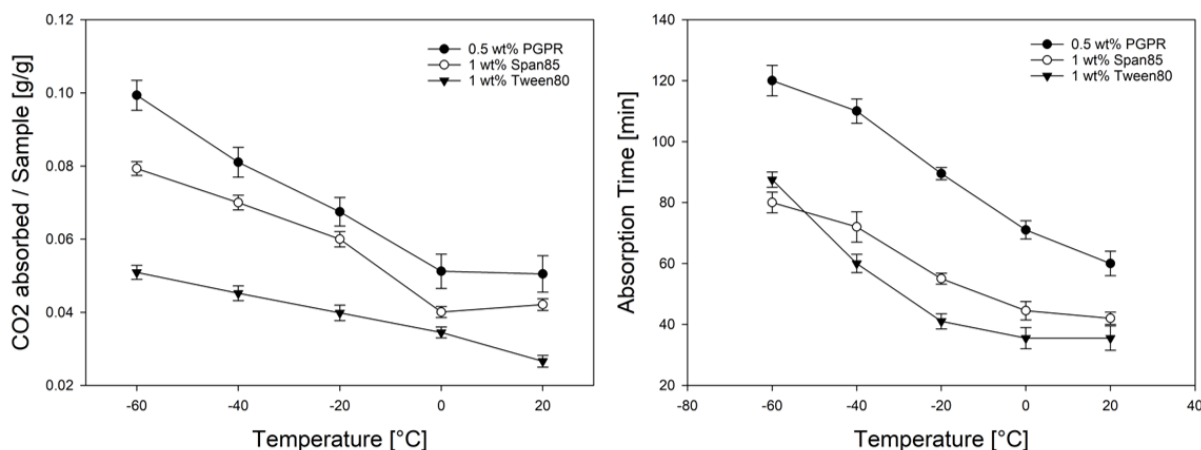 0.12
0.10
0.08
0.06
0.04
0.02
CO2 absorbed / Sample [g/g]
0.5 wt% PGPR
1 wt% Span85
1 wt% Tween80
-60
-40
-20
0
20
Temperature [°C]
140
120
100
80
60
40
20
Absorption Time [min]
0.5 wt% PGPR
1 wt% Span85
1 wt% Tween80
-80
-60
-40
-20
0
20
40
Temperature [°C]